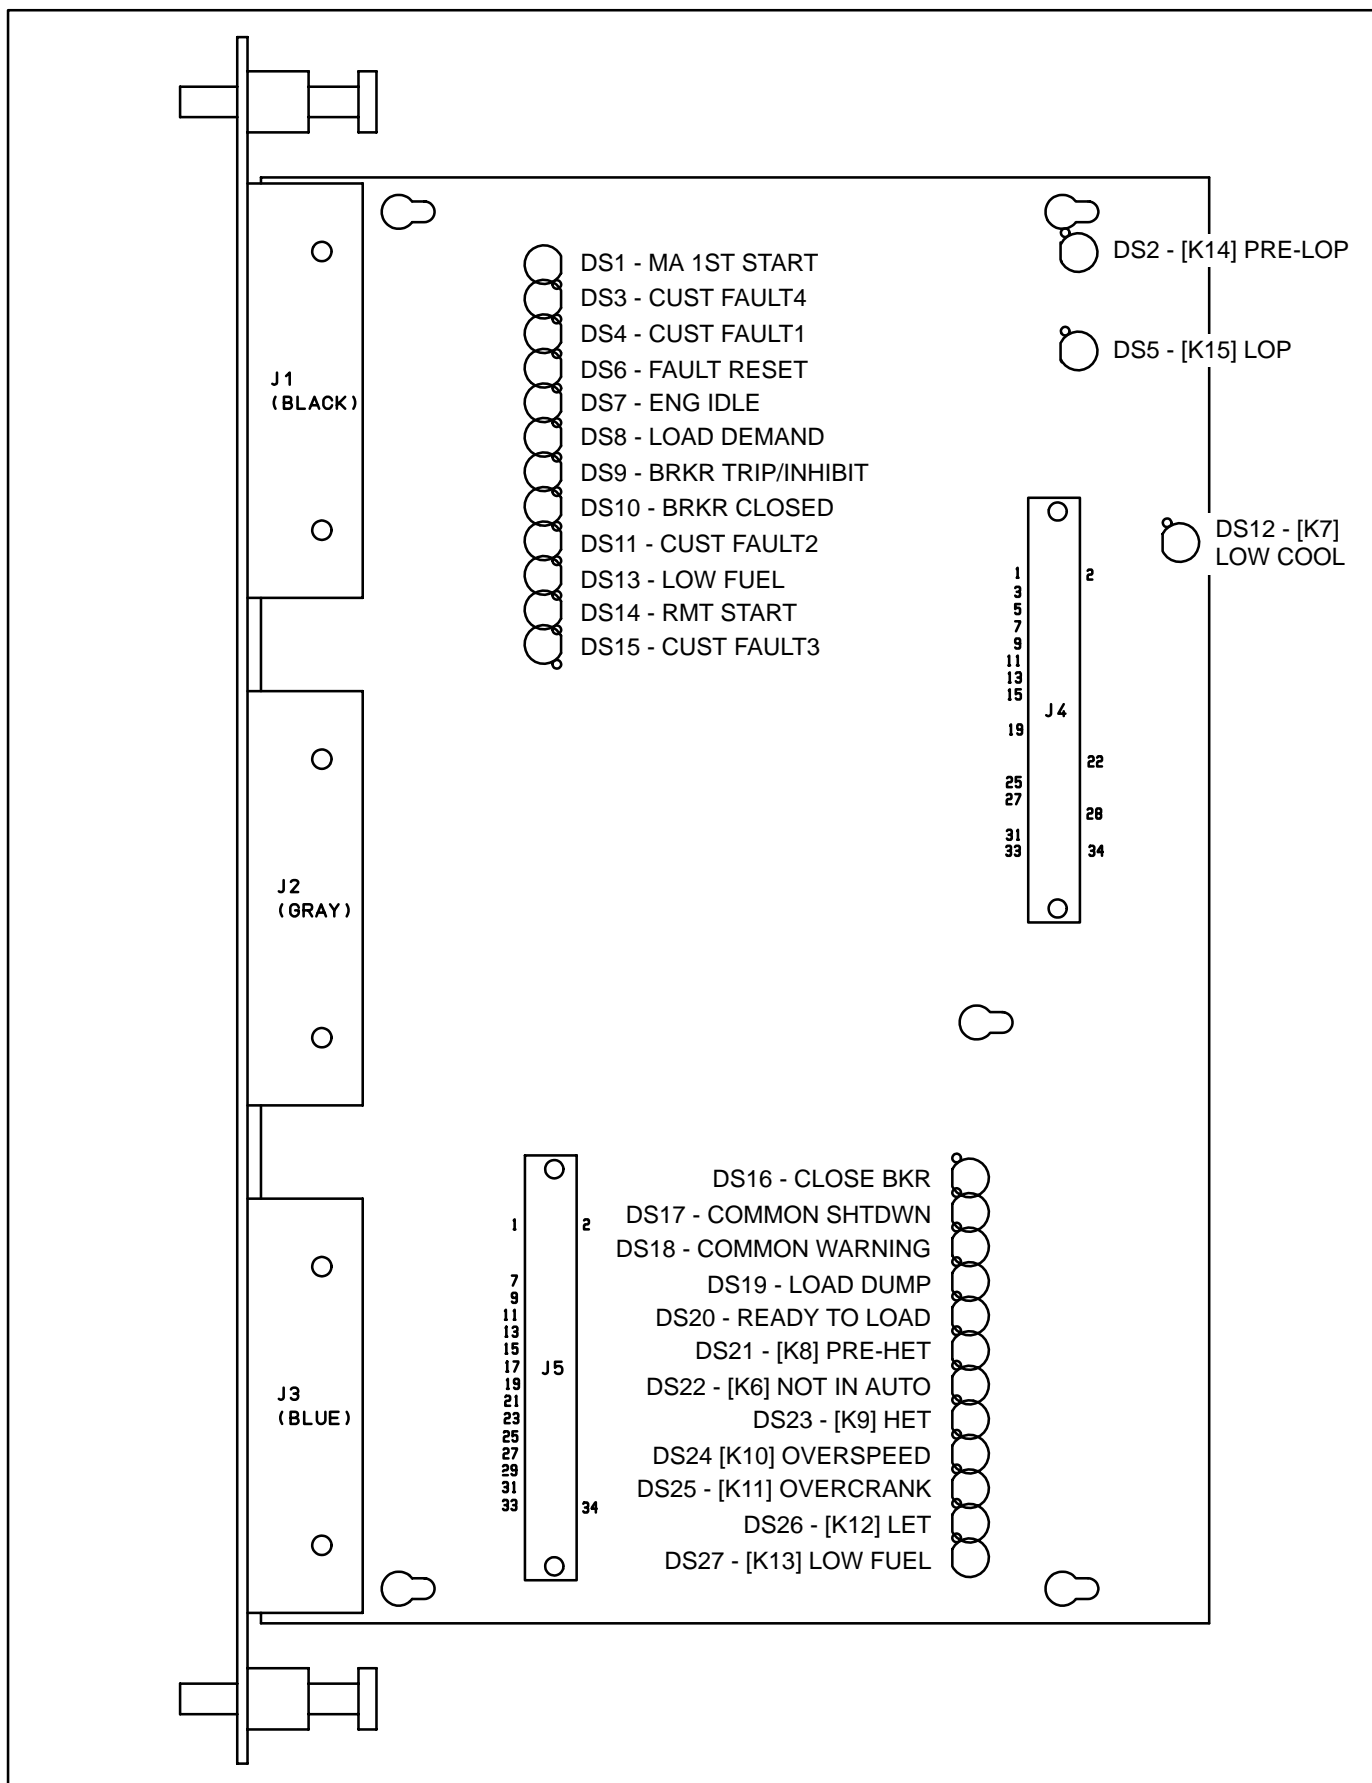 DS1 - MA 1ST START
DS3 - CUST FAULT4
DS4 - CUST FAULT1
DS6 - FAULT RESET
DS7 - ENG IDLE
DS8 - LOAD DEMAND
DS9 - BRKR TRIP/INHIBIT
DS10 - BRKR CLOSED
DS11 - CUST FAULT2
DS13 - LOW FUEL
DS14 - RMT START
DS15 - CUST FAULT3
DS2 - [K14] PRE-LOP
DS5 - [K15] LOP
DS12 - [K7]
LOW COOL
J1
(BLACK)
J2
(GRAY)
J3
(BLUE)
J4
1
3
5
7
9
11
13
15
19
25
27
31
33
2
22
28
34
J5
1
7
9
11
13
15
17
19
21
23
25
27
29
31
33
2
34
DS16 - CLOSE BKR
DS17 - COMMON SHTDWN
DS18 - COMMON WARNING
DS19 - LOAD DUMP
DS20 - READY TO LOAD
DS21 - [K8] PRE-HET
DS22 - [K6] NOT IN AUTO
DS23 - [K9] HET
DS24 [K10] OVERSPEED
DS25 - [K11] OVERCRANK
DS26 - [K12] LET
DS27 - [K13] LOW FUEL